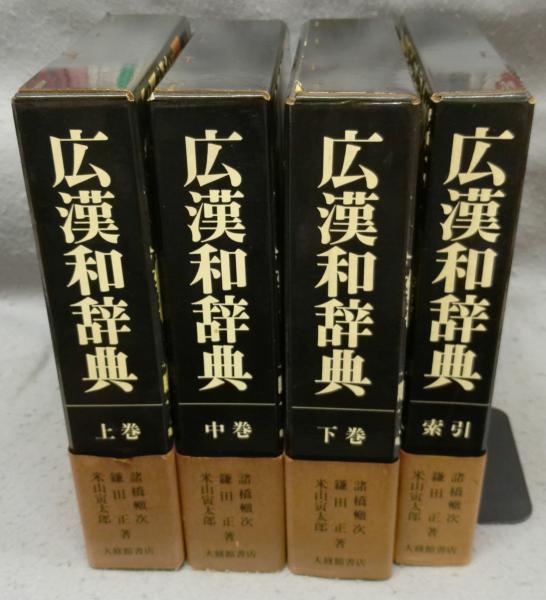 広漢和辞典
上巻
諸橋轍次
鎌田正
米山寅太郎
著
大修館書店
広漢和辞典
中巻
諸橋轍次
鎌田正
米山寅太郎
著
大修館書店
広漢和辞典
下巻
諸橋轍次
鎌田正
米山寅太郎
著
大修館書店
広漢和辞典
索引
諸橋轍次
鎌田正
米山寅太郎
著
大修館書店